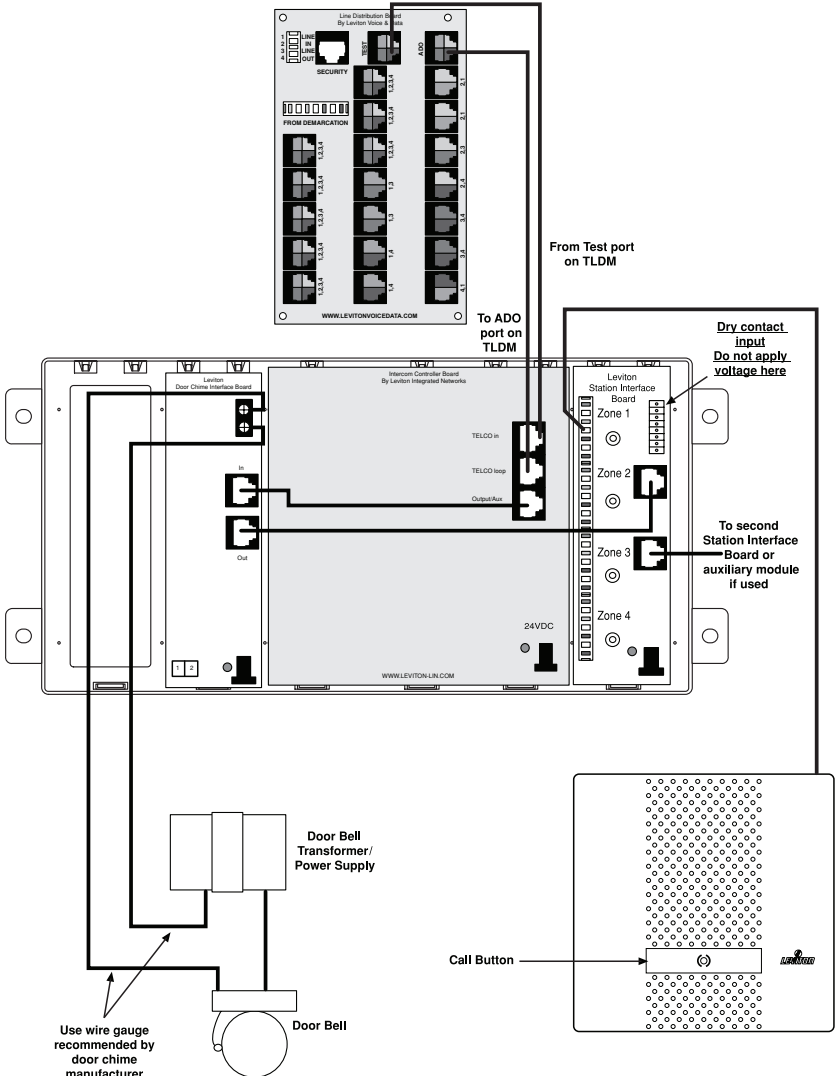 Line Distribution Board
By Leviton Voice & Data
1
2
3
4
LINE
IN
LINE
OUT
SECURITY
TEST
ADO
FROM DEMARCATION
1,2,3,4
1,2,3,4
1,2,3,4
1,2,3,4
1,2,3,4
1,2,3,4
1,2,3,4
1,2,3,4
1,3
1,3
1,4
1,4
2,1
2,1
2,3
2,4
3,4
3,4
4,1
WWW.LEVITONVOICEDATA.COM
From Test port
on TLDM
To ADO
port on
TLDM
Dry contact
input
Do not apply
voltage here
Leviton
Door Chime Interface Board
In
Out
1 2
Intercom Controller Board
By Leviton Integrated Networks
TELCO in
TELCO loop
Output/Aux
24VDC
WWW.LEVITON-LIN.COM
Leviton
Station Interface
Board
Zone 1
Zone 2
Zone 3
Zone 4
To second
Station Interface
Board or
auxiliary module
if used
Door Bell
Transformer/
Power Supply
Door Bell
Use wire gauge
recommended by
door chime
manufacturer
Call Button
LEVITON